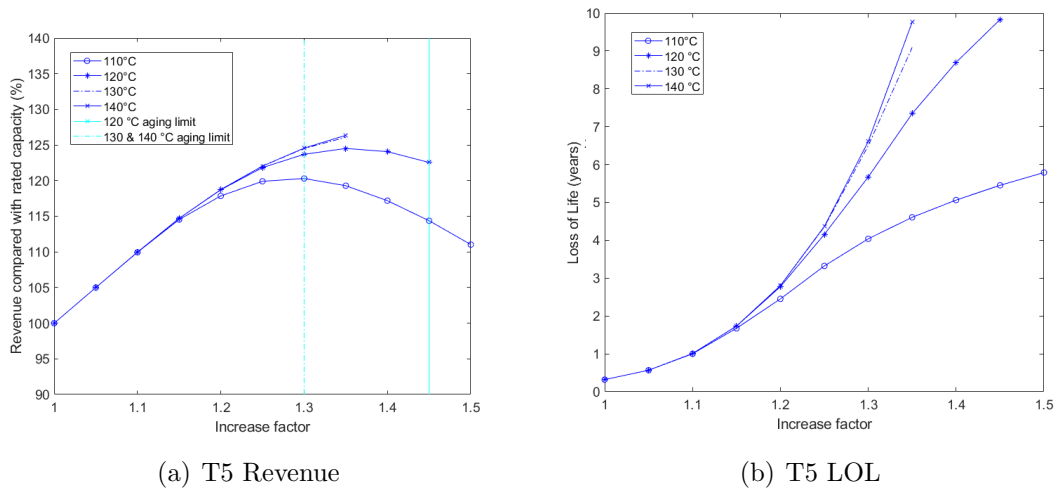 140
135
130
125
120
115
110
105
100
95
90
Revenue compared with rated capacity (%)
110°C
120°C
130°C
140°C
120 °C aging limit
130 & 140 °C aging limit
1
1.1
1.2
1.3
1.4
1.5
Increase factor
(a) T5 Revenue
10
9
8
7
6
5
4
3
2
1
0
Loss of Life (years)
110°C
120 °C
130 °C
140 °C
1
1.1
1.2
1.3
1.4
1.5
Increase factor
(b) T5 LOL